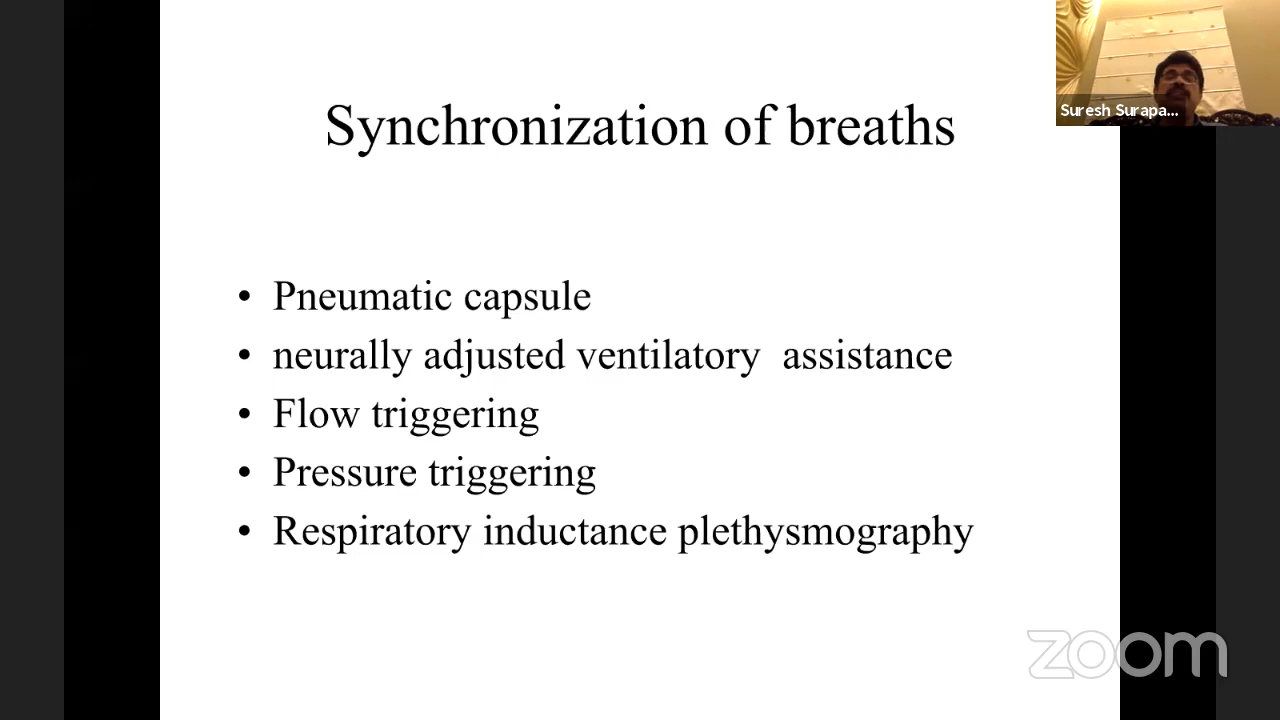 Suresh Surapa...
Synchronization of breaths
• Pneumatic capsule
• neurally adjusted ventilatory  assistance
• Flow triggering
• Pressure triggering
• Respiratory inductance plethysmography
zoom